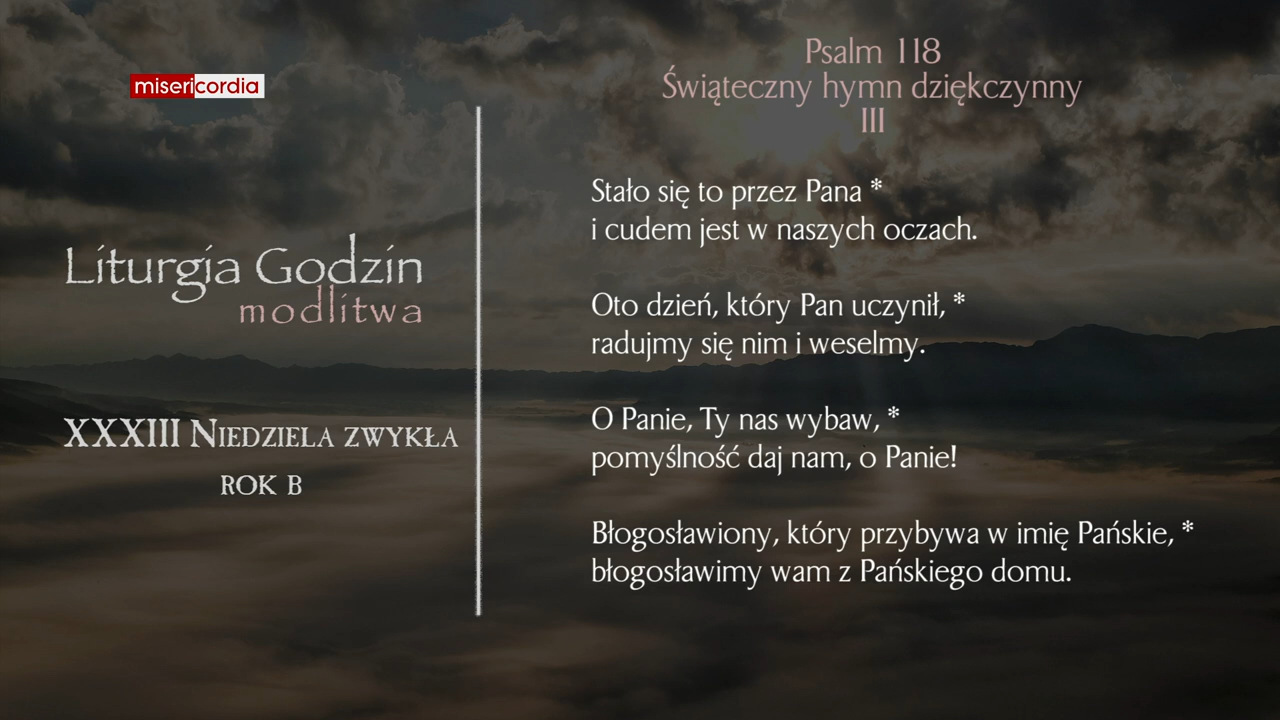 misericordia
Liturgia Godzin
modlitwa
XXXIII Niedziela zwykła
rok B
Psalm 118
Świąteczny hymn dziękczynny
III
Stało się to przez Pana *
i cudem jest w naszych oczach.
Oto dzień, który Pan uczynił, *
radujmy się nim i weselmy.
O Panie, Ty nas wybaw, *
pomyślność daj nam, o Panie!
Błogosławiony, który przybywa w imię Pańskie, *
błogosławimy wam z Pańskiego domu.